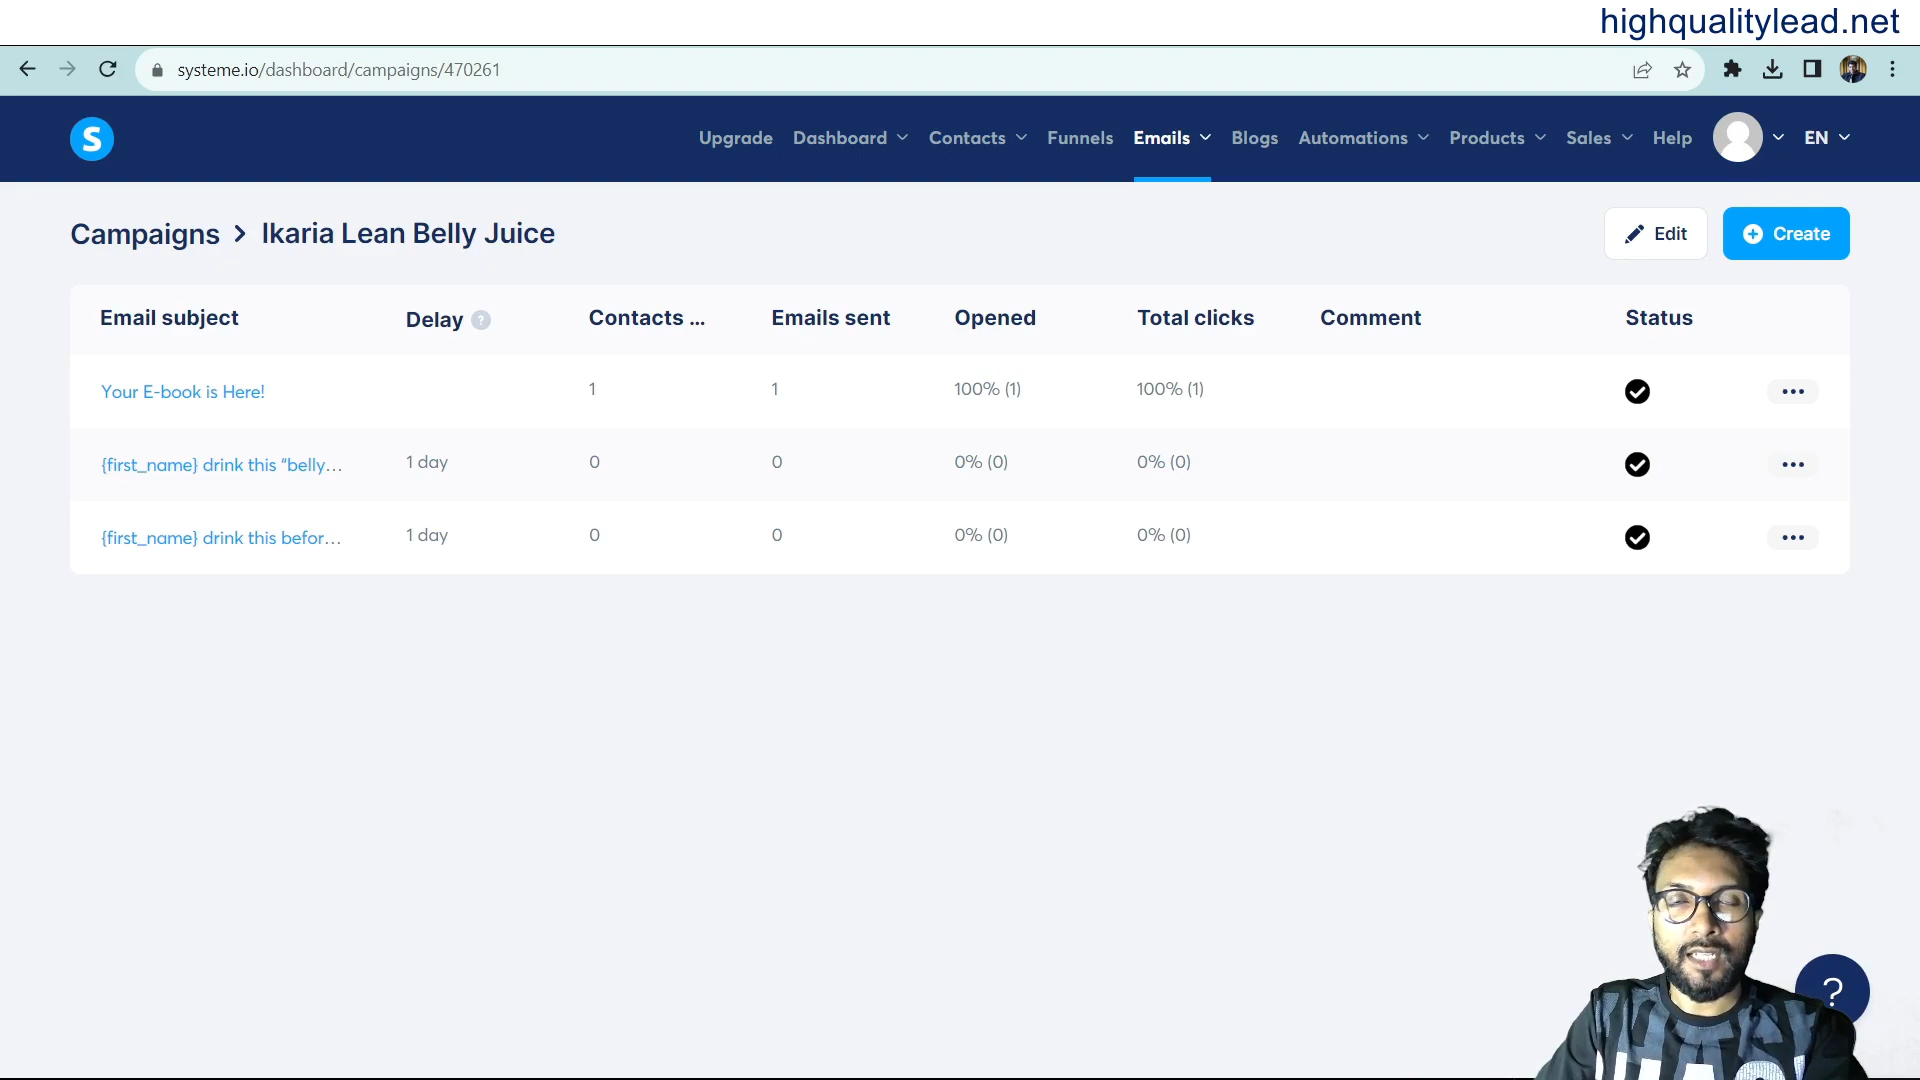 highqualitylead.net
systeme.io/dashboard/campaigns/470261
S
Upgrade Dashboard Contacts Funnels Emails Blogs Automations Products Sales Help EN
Campaigns > Ikaria Lean Belly Juice
Edit
Create
Email subject Delay ? Contacts ... Emails sent Opened Total clicks Comment Status
Your E-book is Here! 1 1 100% (1) 100% (1)
{first_name} drink this “belly... 1 day 0 0 0% (0) 0% (0)
{first_name} drink this befor... 1 day 0 0 0% (0) 0% (0)
?